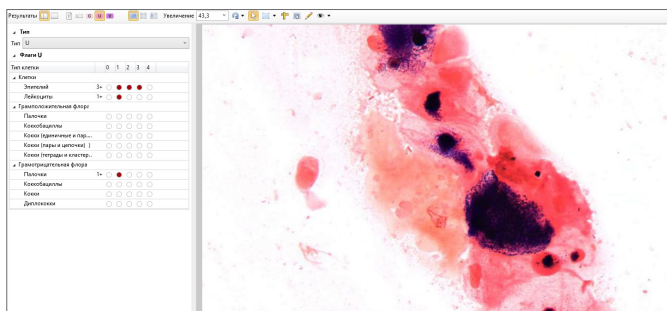 Результаты U Увеличение 43,3
Тип
Тип U
Флаги U
Тип клетки 0 1 2 3 4
Клетки
Эпителий 3+
Лейкоциты 1+
Грамположительная флора
Палочки
Коккобациллы
Кокки (единичные и пар...
Кокки (пары и цепочки) )
Кокки (тетрады и кластер..
Грамотрицательная флора
Палочки 1+
Коккобациллы
Кокки
Диплококки